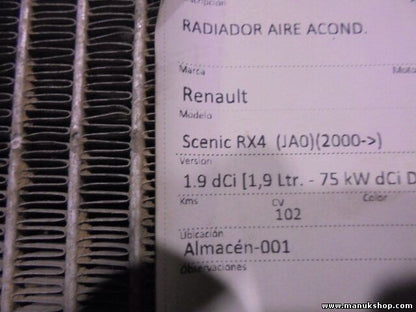 RADIADOR AIRE ACOND.
Marca
Renault
Modelo
Scenic RX4 (JA0)(2000->)
Versión
1.9 dCi [1,9 Ltr. - 75 kW dCi D
Kms CV Color
102
Ubicación
Almacén-001
Observaciones
www.manukshop.com